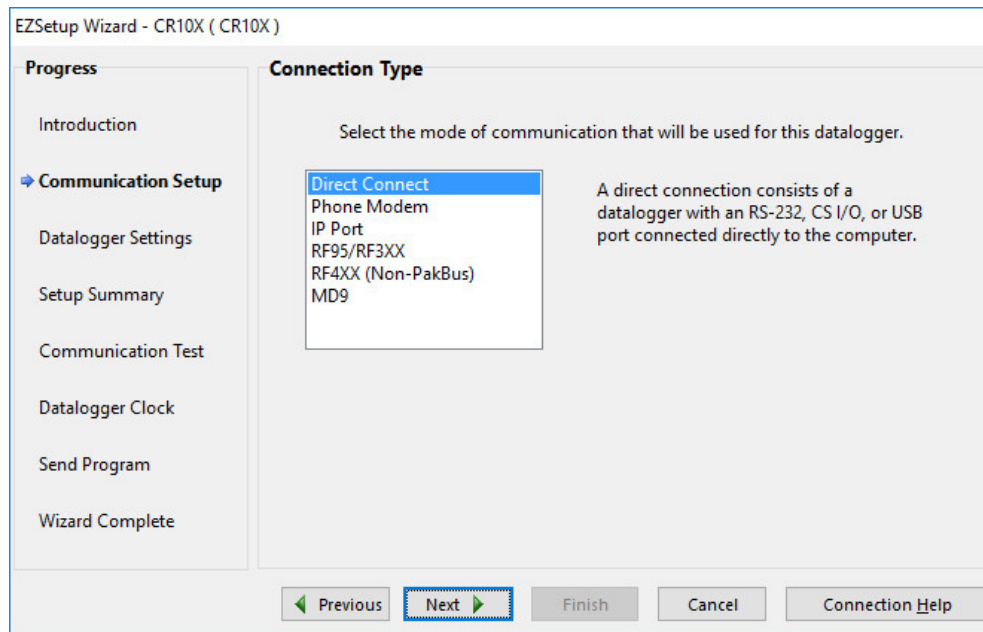 EZSetup Wizard - CR10X ( CR10X )
Progress
Introduction
Communication Setup
Datalogger Settings
Setup Summary
Communication Test
Datalogger Clock
Send Program
Wizard Complete
Connection Type
Select the mode of communication that will be used for this datalogger.
Direct Connect
Phone Modem
IP Port
RF95/RF3XX
RF4XX (Non-PakBus)
MD9
A direct connection consists of a
datalogger with an RS-232, CS I/O, or USB
port connected directly to the computer.
Previous
Next
Finish
Cancel
Connection Help